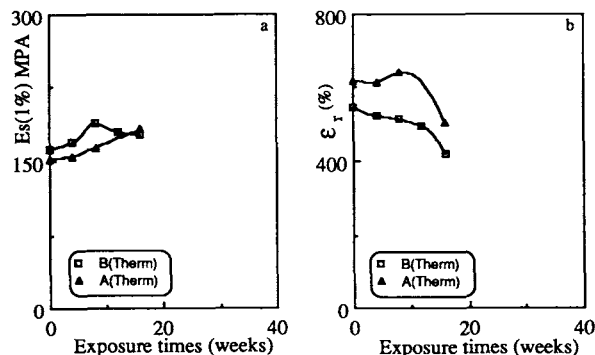 300
a
Es(1%) MPA
150
B(Therm)
A(Therm)
0
0
20
40
Exposure times (weeks)
800
b
ε r (%)
400
B(Therm)
A(Therm)
0
0
20
40
Exposure times (weeks)